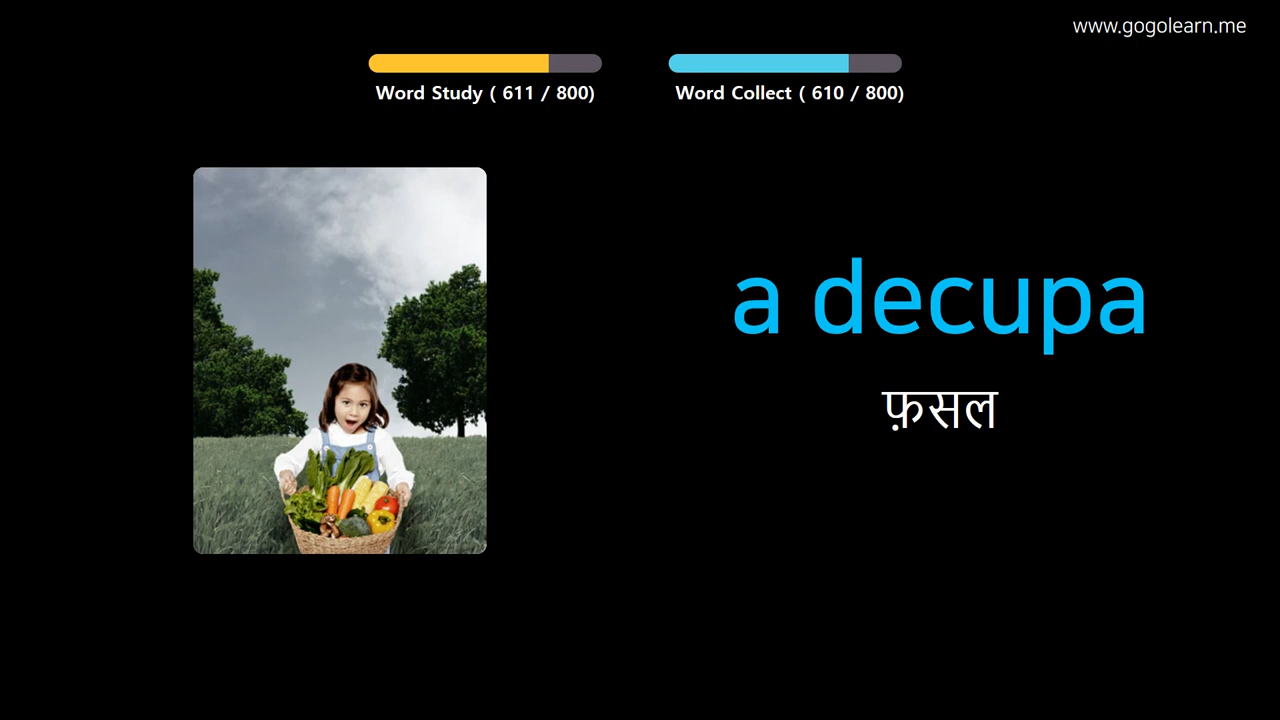 www.gogolearn.me
Word Study ( 611 / 800)
Word Collect ( 610 / 800)
a decupa
फ़सल